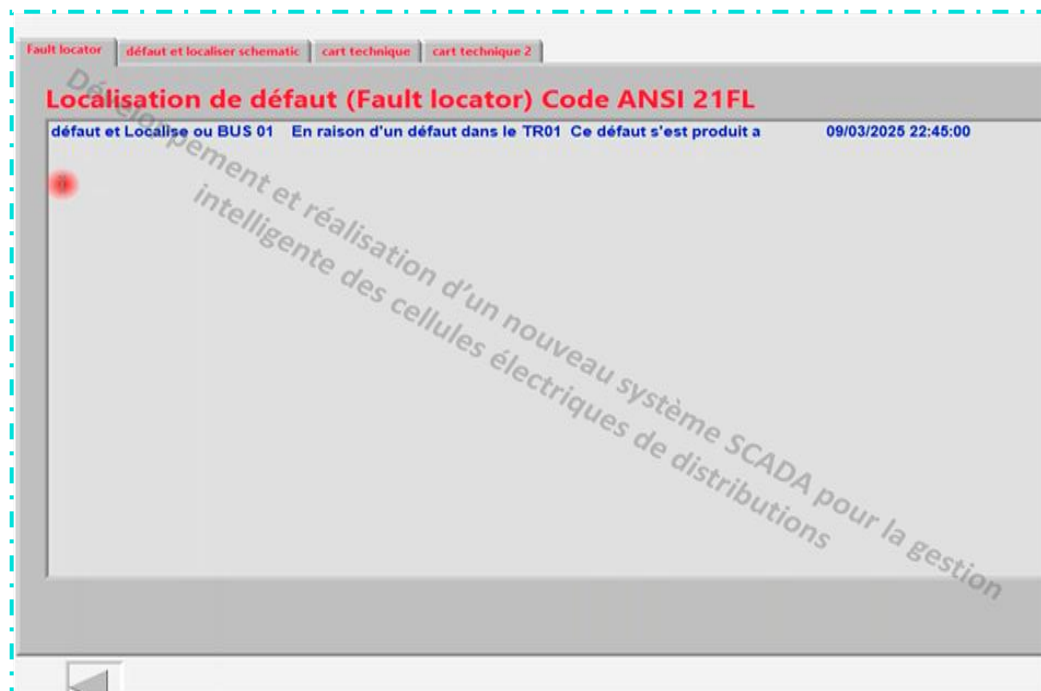 Fault locator
défaut et localiser schematic
cart technique
cart technique 2
Localisation de défaut (Fault locator) Code ANSI 21FL
défaut et Localise ou BUS 01 En raison d'un défaut dans le TR01 Ce défaut s'est produit a 09/03/2025 22:45:00
Développement et réalisation d'un nouveau système SCADA pour la gestion
intelligente des cellules électriques de distributions